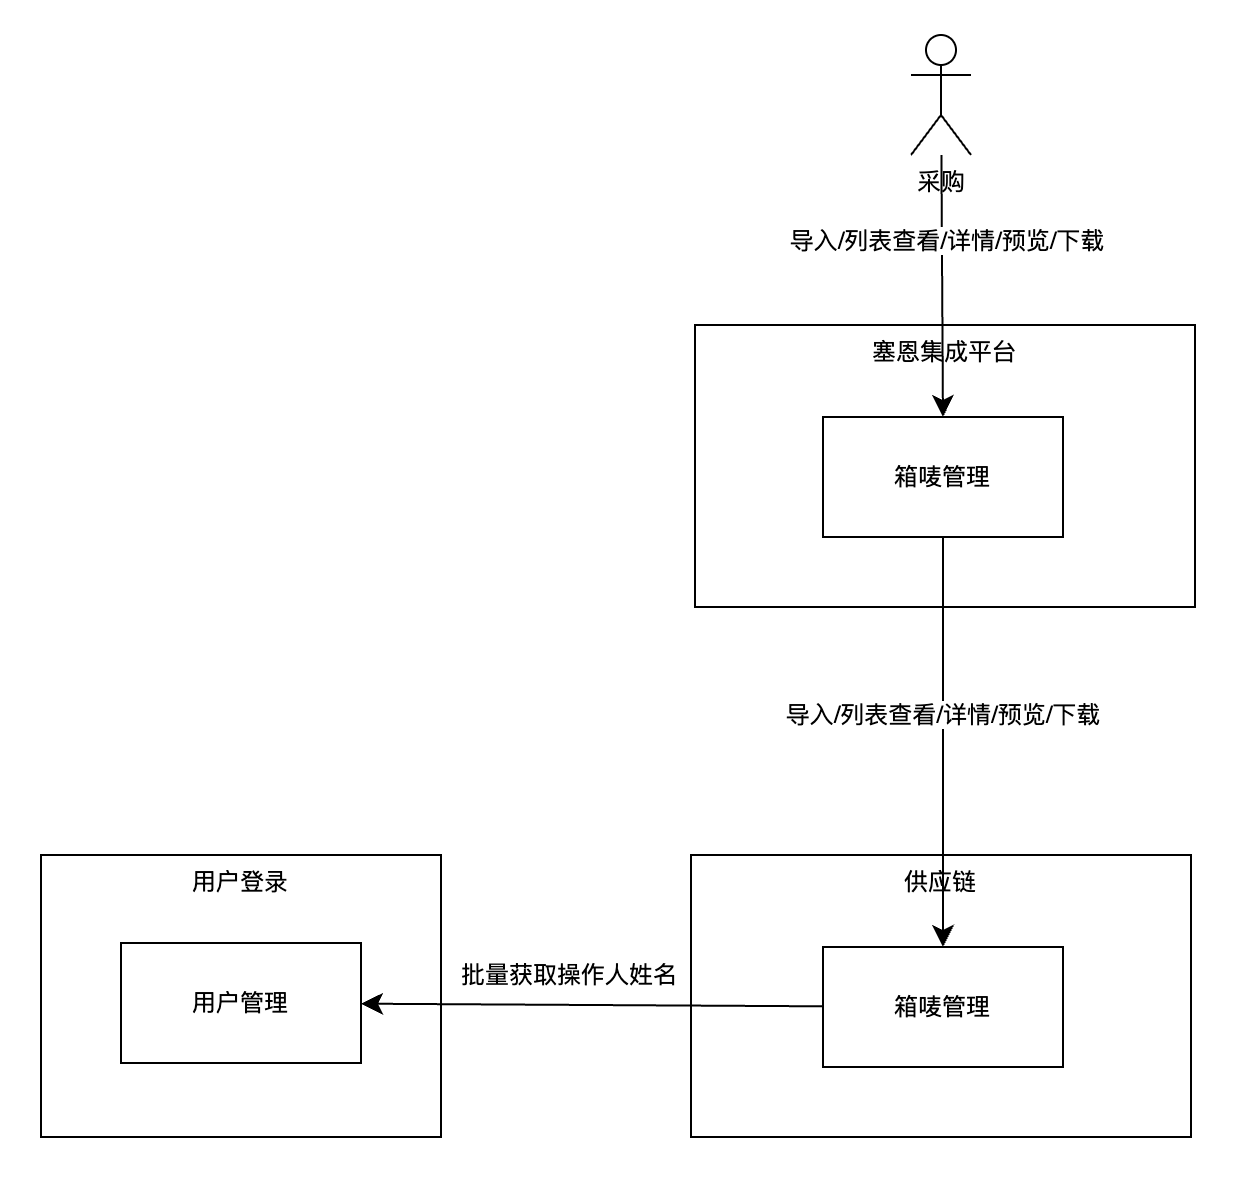 采购
导入/列表查看/详情/预览/下载
塞恩集成平台
箱唛管理
导入/列表查看/详情/预览/下载
用户登录
供应链
批量获取操作人姓名
用户管理
箱唛管理